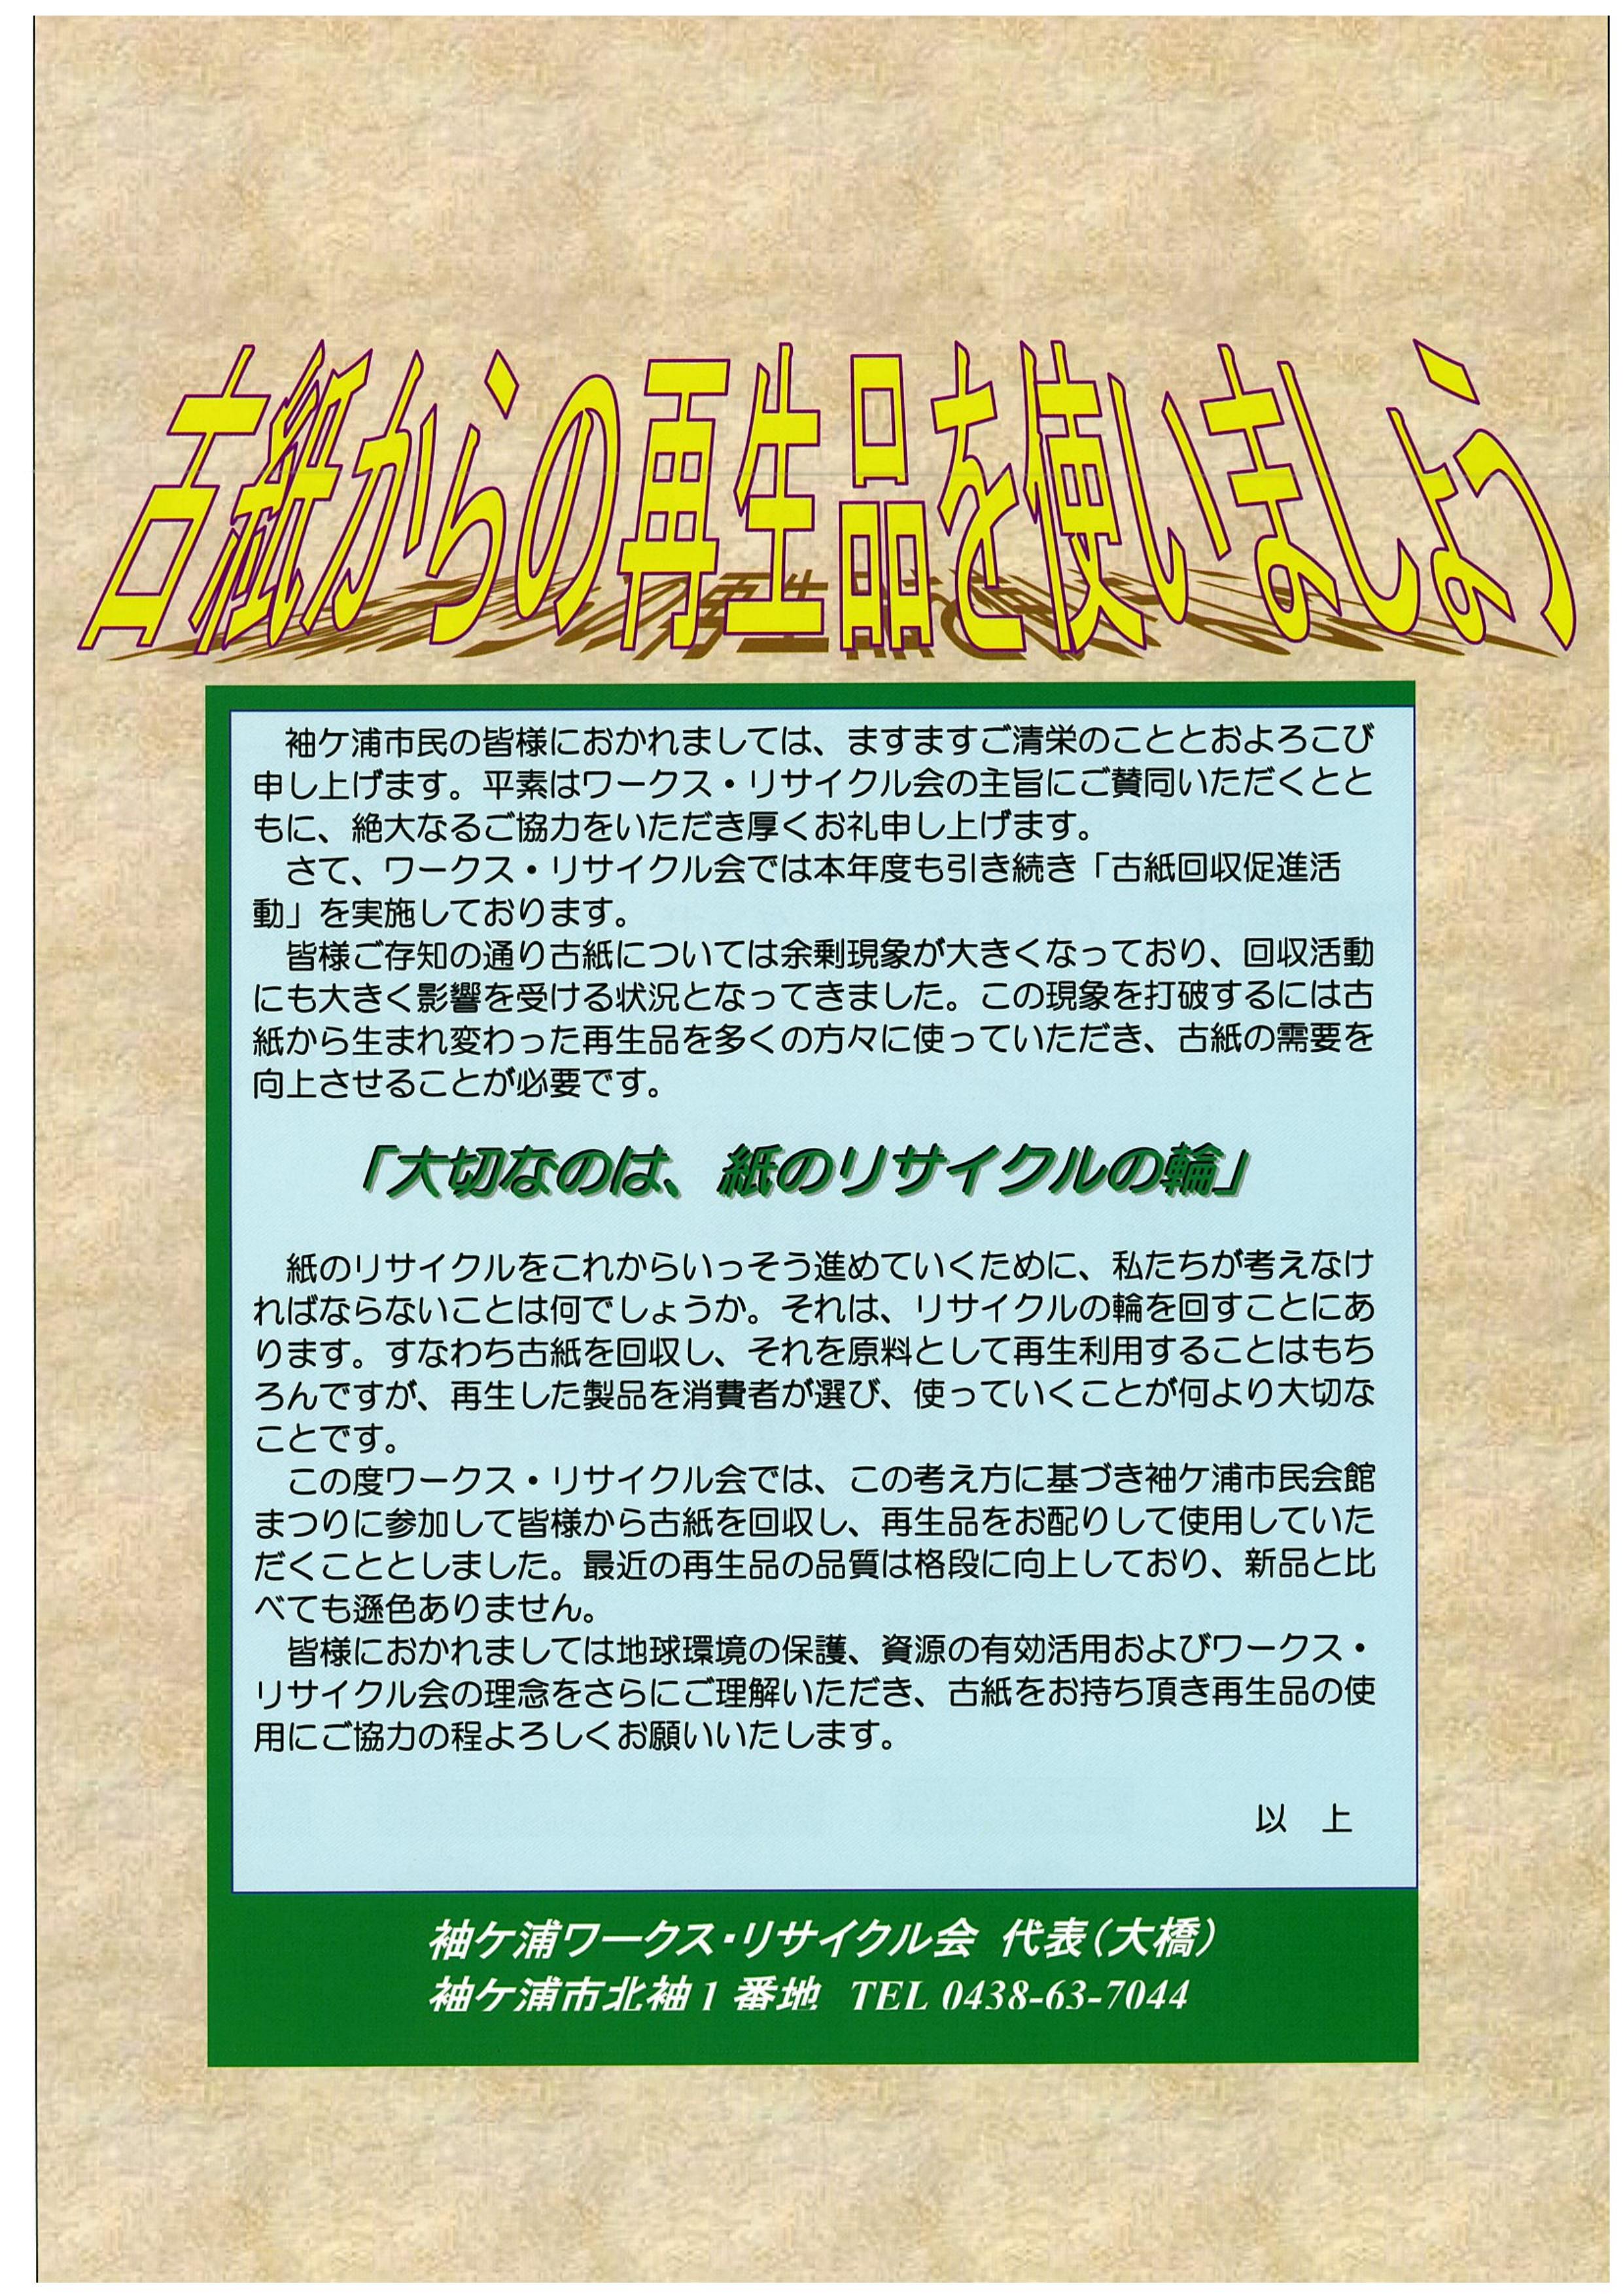 古紙からの再生品を使いましょう
袖ケ浦市民の皆様におかれましては、ますますご清栄のこととおよろこび
申し上げます。平素はワークス・リサイクル会の主旨にご賛同いただくとと
もに、絶大なるご協力をいただき厚くお礼申し上げます。
さて、ワークス・リサイクル会では本年度も引き続き「古紙回収促進活
動」を実施しております。
皆様ご存知の通り古紙については余剰現象が大きくなっており、回収活動
にも大きく影響を受ける状況となってきました。この現象を打破するには古
紙から生まれ変わった再生品を多くの方々に使っていただき、古紙の需要を
向上させることが必要です。
「大切なのは、紙のリサイクルの輪」
紙のリサイクルをこれからいっそう進めていくために、私たちが考えなけ
ればならないことは何でしょうか。それは、リサイクルの輪を回すことにあ
ります。すなわち古紙を回収し、それを原料として再生利用することはもち
ろんですが、再生した製品を消費者が選び、使っていくことが何より大切な
ことです。
この度ワークス・リサイクル会では、この考え方に基づき袖ケ浦市民会館
まつりに参加して皆様から古紙を回収し、再生品をお配りして使用していた
だくこととしました。最近の再生品の品質は格段に向上しており、新品と比
べても遜色ありません。
皆様におかれましては地球環境の保護、資源の有効活用およびワークス・
リサイクル会の理念をさらにご理解いただき、古紙をお持ち頂き再生品の使
用にご協力の程よろしくお願いいたします。
以　上
袖ケ浦ワークス・リサイクル会 代表（大橋）
袖ケ浦市北袖1番地 TEL 0438-63-7044